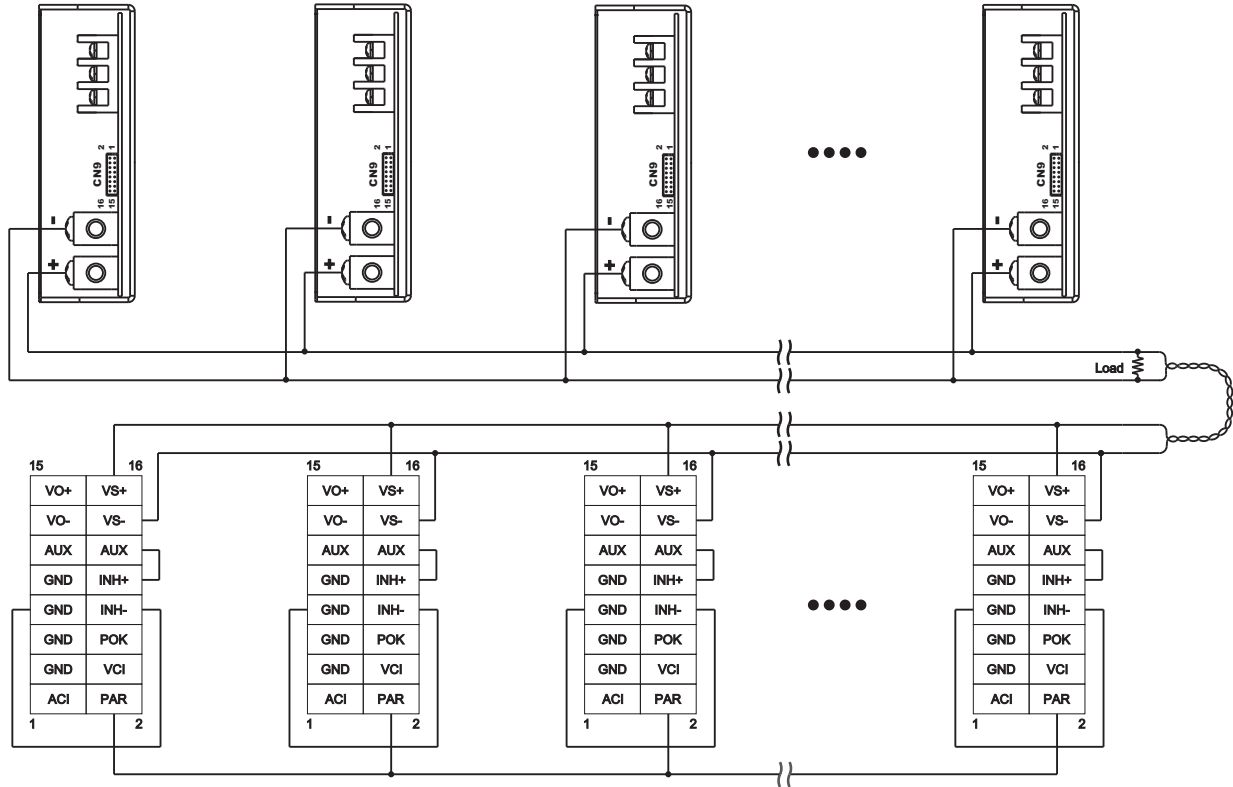 2 1
CN9
16 15
-
+
2 1
CN9
16 15
-
+
2 1
CN9
16 15
-
+
2 1
CN9
16 15
-
+
Load
15 16
VO+ VS+
VO- VS-
AUX AUX
GND INH+
GND INH-
GND POK
GND VCI
ACI PAR
1 2
15 16
VO+ VS+
VO- VS-
AUX AUX
GND INH+
GND INH-
GND POK
GND VCI
ACI PAR
1 2
15 16
VO+ VS+
VO- VS-
AUX AUX
GND INH+
GND INH-
GND POK
GND VCI
ACI PAR
1 2
15 16
VO+ VS+
VO- VS-
AUX AUX
GND INH+
GND INH-
GND POK
GND VCI
ACI PAR
1 2